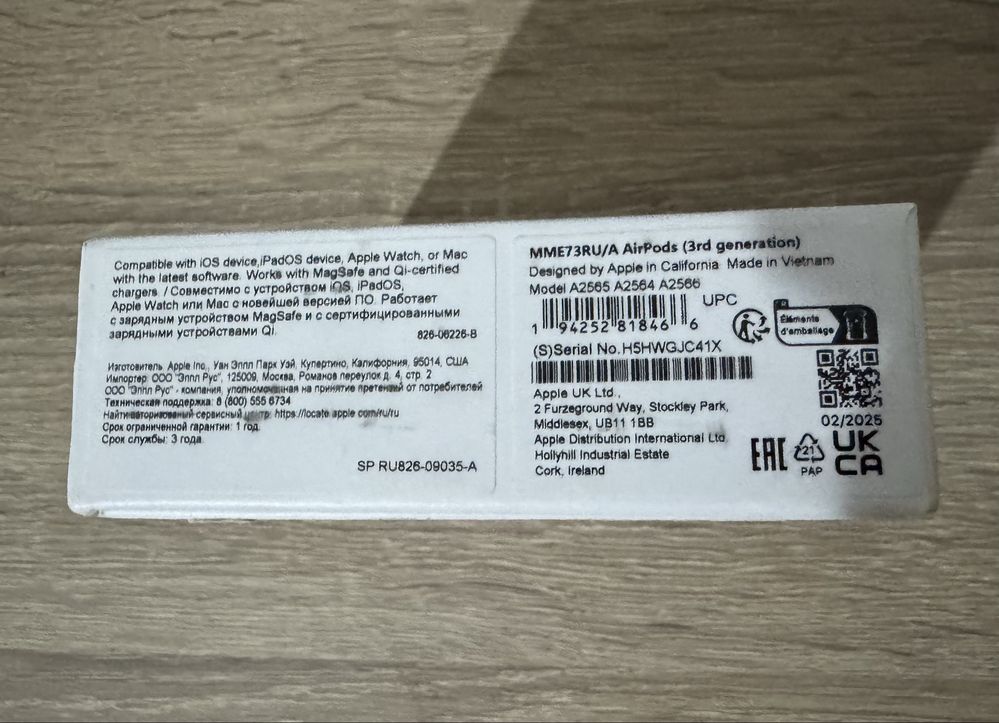 Compatible with iOS device,iPadOS device, Apple Watch, or Mac
with the latest software. Works with MagSafe and Qi-certified
chargers. / Совместимо с устройством iOS, iPadOS,
Apple Watch или Mac с новейшей версией ПО. Работает
с зарядным устройством MagSafe и с сертифицированными
зарядными устройствами Qi.
826-06226-B
Изготовитель, Apple Inc., Уан Эппл Парк Уэй, Купертино, Калифорния, 95014, США
Импортер: ООО "Эппл Рус", 125009, Москва, Романов переулок д. 4, стр. 2
ООО "Эппл Рус"- компания, уполномоченная на принятие претензий от потребителей
Техническая поддержка: 8 (800) 555 6734
Найти авторизованный сервисный центр: https://locate.apple.com/ru/ru
Срок ограниченной гарантии: 1 год.
Срок службы: 3 года.
SP RU826-09035-A
MME73RU/A AirPods (3rd generation)
Designed by Apple in California Made in Vietnam
Model A2565 A2564 A2566
UPC
1 94252 81846 6
Éléments
d'emballage
(S)Serial No. H5HWGJC41X
Apple UK Ltd.,
2 Furzeground Way, Stockley Park,
Middlesex, UB11 1BB
Apple Distribution International Ltd.
Hollyhill Industrial Estate
Cork, Ireland
02/2025
EAC
21
PAP
UK
CA